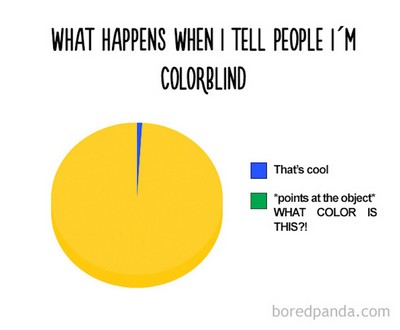 WHAT HAPPENS WHEN I TELL PEOPLE I´M
COLORBLIND
That's cool
*points at the object*
WHAT COLOR IS
THIS?!
boredpanda.com